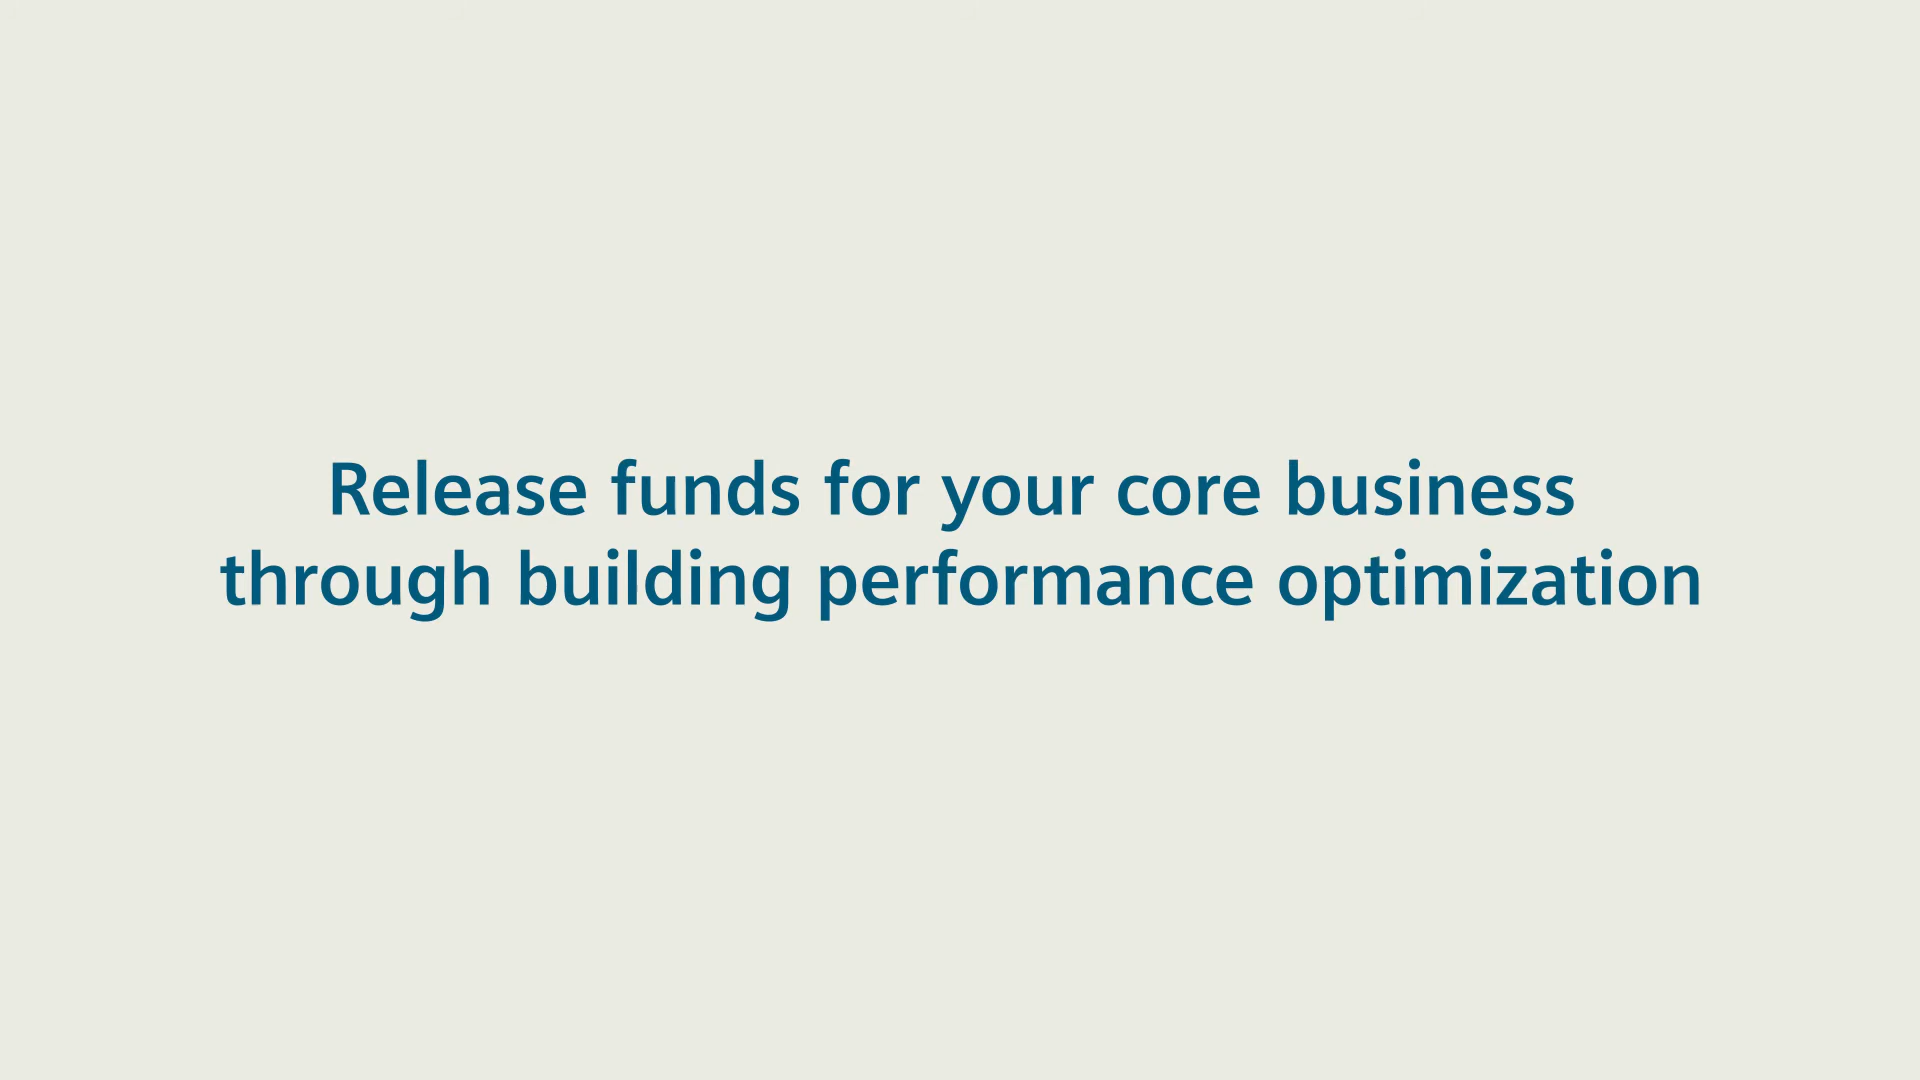 Release funds for your core business
through building performance optimization